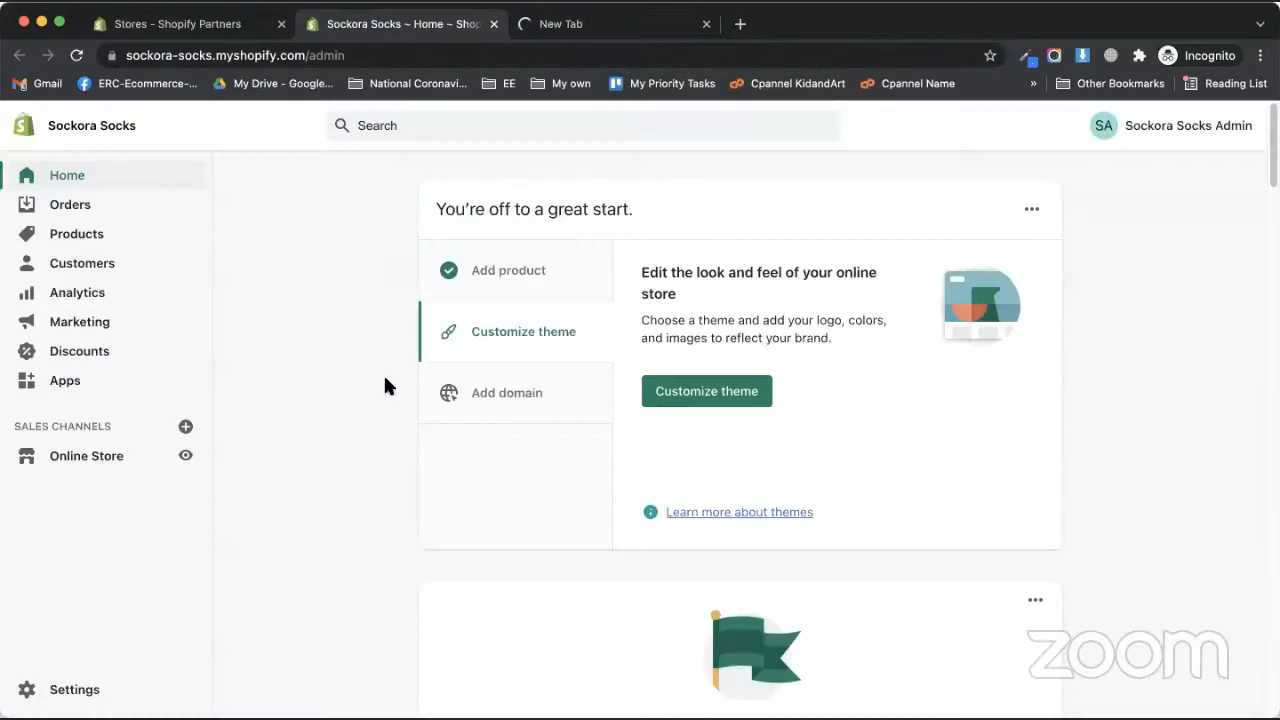 Stores - Shopify Partners
Sockora Socks ~ Home ~ Shop
New Tab
sockora-socks.myshopify.com/admin
Incognito
Gmail
ERC-Ecommerce-...
My Drive - Google...
National Coronavi...
EE
My own
My Priority Tasks
Cpannel KidandArt
Cpannel Name
»
Other Bookmarks
Reading List
Sockora Socks
Search
SA
Sockora Socks Admin
Home
Orders
Products
Customers
Analytics
Marketing
Discounts
Apps
SALES CHANNELS
Online Store
Settings
You're off to a great start.
Add product
Customize theme
Add domain
Edit the look and feel of your online
store
Choose a theme and add your logo, colors,
and images to reflect your brand.
Customize theme
Learn more about themes
zoom